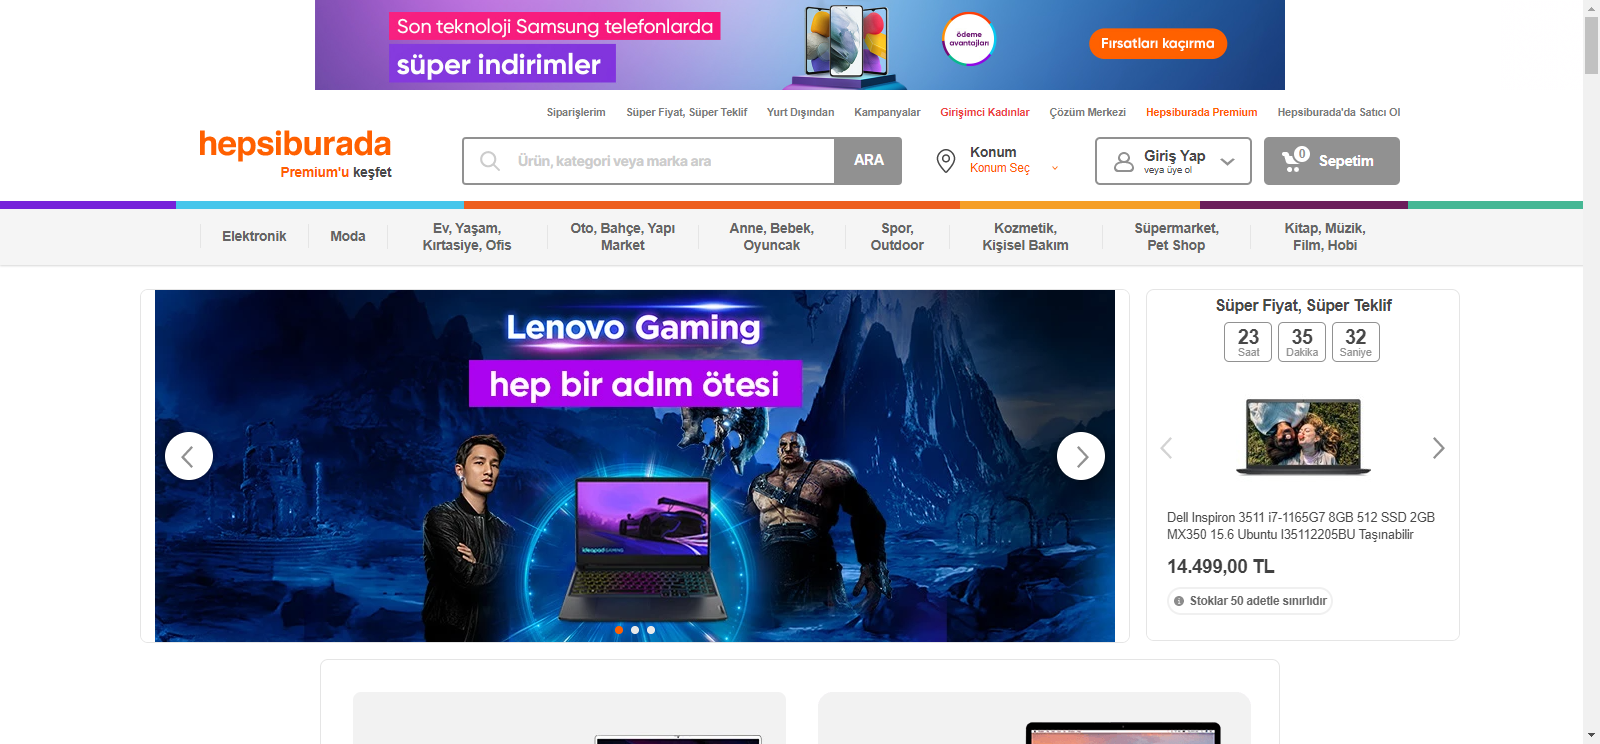 Son teknoloji Samsung telefonlarda
süper indirimler
ödeme
avantajları
Fırsatları kaçırma
Siparişlerim
Süper Fiyat, Süper Teklif
Yurt Dışından
Kampanyalar
Girişimci Kadınlar
Çözüm Merkezi
Hepsiburada Premium
Hepsiburada'da Satıcı Ol
hepsiburada
Premium'u keşfet
Ürün, kategori veya marka ara
ARA
Konum
Konum Seç
Giriş Yap
veya üye ol
0
Sepetim
Elektronik
Moda
Ev, Yaşam,
Kırtasiye, Ofis
Oto, Bahçe, Yapı
Market
Anne, Bebek,
Oyuncak
Spor,
Outdoor
Kozmetik,
Kişisel Bakım
Süpermarket,
Pet Shop
Kitap, Müzik,
Film, Hobi
Lenovo Gaming
hep bir adım ötesi
ideapad GAMING
Süper Fiyat, Süper Teklif
23
Saat
35
Dakika
32
Saniye
Dell Inspiron 3511 i7-1165G7 8GB 512 SSD 2GB
MX350 15.6 Ubuntu I35112205BU Taşınabilir
14.499,00 TL
Stoklar 50 adetle sınırlıdır